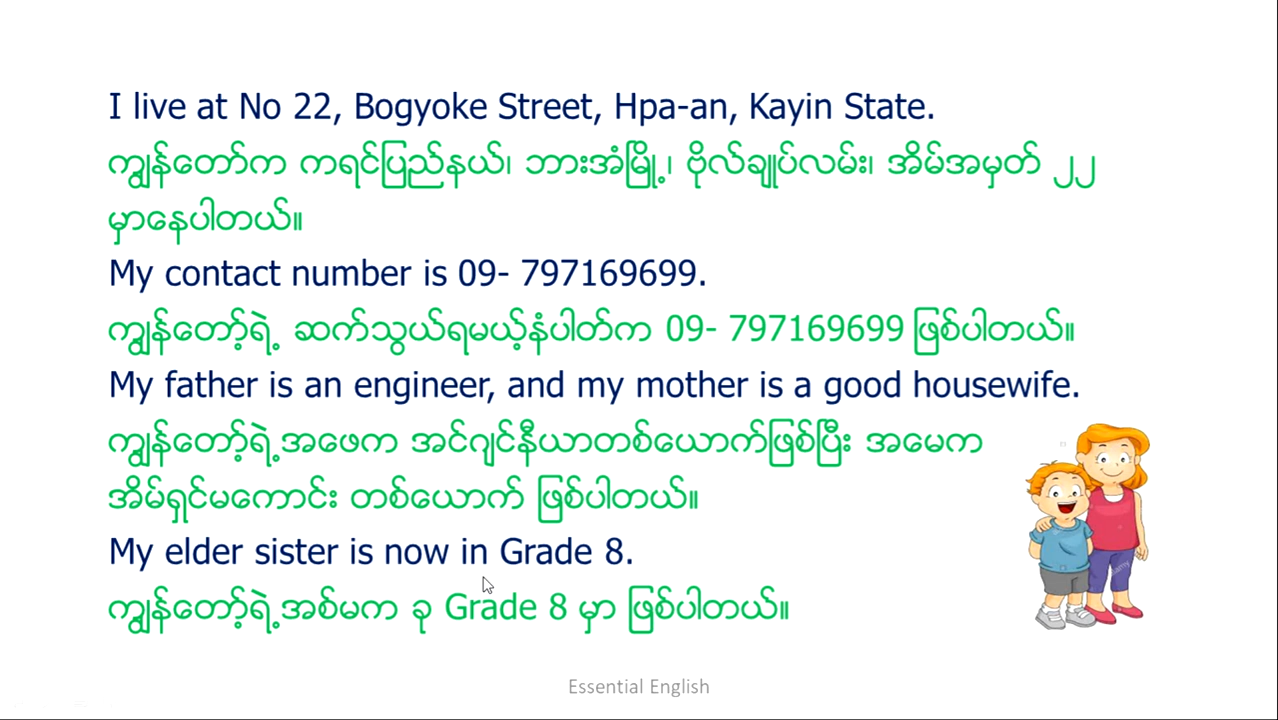 I live at No 22, Bogyoke Street, Hpa-an, Kayin State.
ကျွန်တော်က ကရင်ပြည်နယ်၊ ဘားအံမြို့၊ ဗိုလ်ချုပ်လမ်း၊ အိမ်အမှတ် ၂၂
မှာနေပါတယ်။
My contact number is 09- 797169699.
ကျွန်တော့်ရဲ့ ဆက်သွယ်ရမယ့်နံပါတ်က 09- 797169699 ဖြစ်ပါတယ်။
My father is an engineer, and my mother is a good housewife.
ကျွန်တော့်ရဲ့အဖေက အင်ဂျင်နီယာတစ်ယောက်ဖြစ်ပြီး အမေက
အိမ်ရှင်မကောင်း တစ်ယောက် ဖြစ်ပါတယ်။
My elder sister is now in Grade 8.
ကျွန်တော့်ရဲ့အစ်မက ခု Grade 8 မှာ ဖြစ်ပါတယ်။
Essential English